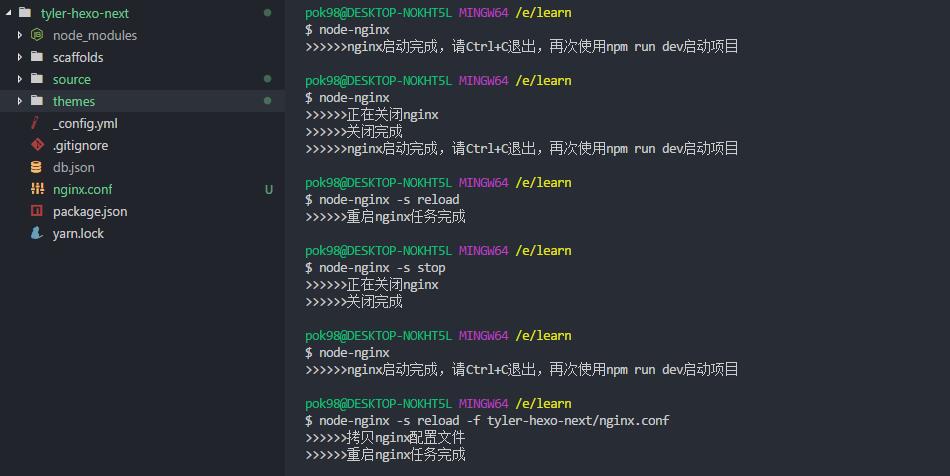 tyler-hexo-next
node_modules
scaffolds
source
themes
_config.yml
.gitignore
db.json
nginx.conf U
package.json
yarn.lock
pok98@DESKTOP-NOKHT5L MINGW64 /e/learn
$ node-nginx
>>>>>>nginx启动完成，请Ctrl+C退出，再次使用npm run dev启动项目
pok98@DESKTOP-NOKHT5L MINGW64 /e/learn
$ node-nginx
>>>>>>正在关闭nginx
>>>>>>关闭完成
>>>>>>nginx启动完成，请Ctrl+C退出，再次使用npm run dev启动项目
pok98@DESKTOP-NOKHT5L MINGW64 /e/learn
$ node-nginx -s reload
>>>>>>重启nginx任务完成
pok98@DESKTOP-NOKHT5L MINGW64 /e/learn
$ node-nginx -s stop
>>>>>>正在关闭nginx
>>>>>>关闭完成
pok98@DESKTOP-NOKHT5L MINGW64 /e/learn
$ node-nginx
>>>>>>nginx启动完成，请Ctrl+C退出，再次使用npm run dev启动项目
pok98@DESKTOP-NOKHT5L MINGW64 /e/learn
$ node-nginx -s reload -f tyler-hexo-next/nginx.conf
>>>>>>拷贝nginx配置文件
>>>>>>重启nginx任务完成